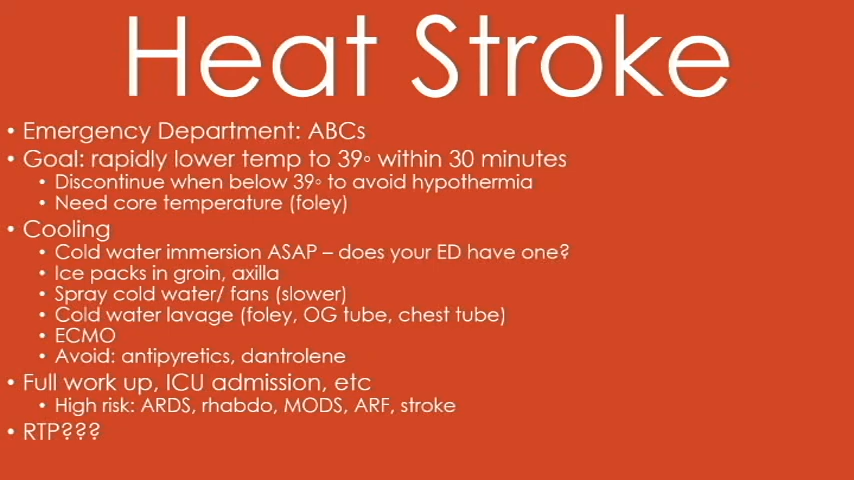 Heat Stroke
• Emergency Department: ABCs
• Goal: rapidly lower temp to 39◦ within 30 minutes
• Discontinue when below 39◦ to avoid hypothermia
• Need core temperature (foley)
• Cooling
• Cold water immersion ASAP – does your ED have one?
• Ice packs in groin, axilla
• Spray cold water/ fans (slower)
• Cold water lavage (foley, OG tube, chest tube)
• ECMO
• Avoid: antipyretics, dantrolene
• Full work up, ICU admission, etc
• High risk: ARDS, rhabdo, MODS, ARF, stroke
• RTP???